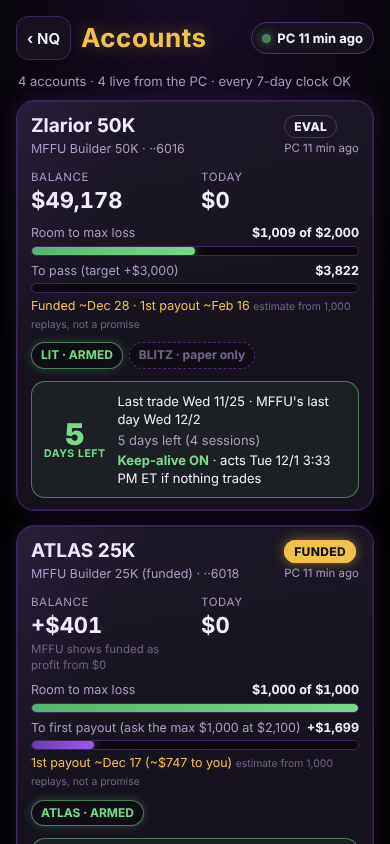 ‹ NQ Accounts PC 11 min ago
4 accounts · 4 live from the PC · every 7-day clock OK
Zlarior 50K EVAL
MFFU Builder 50K · ··6016 PC 11 min ago
BALANCE TODAY
$49,178 $0
Room to max loss $1,009 of $2,000
To pass (target +$3,000) $3,822
Funded ~Dec 28 · 1st payout ~Feb 16 estimate from 1,000
replays, not a promise
LIT · ARMED BLITZ · paper only
5
DAYS LEFT
Last trade Wed 11/25 · MFFU's last
day Wed 12/2
5 days left (4 sessions)
Keep-alive ON · acts Tue 12/1 3:33
PM ET if nothing trades
ATLAS 25K FUNDED
MFFU Builder 25K (funded) · ··6018 PC 11 min ago
BALANCE TODAY
+$401 $0
MFFU shows funded as
profit from $0
Room to max loss $1,000 of $1,000
To first payout (ask the max $1,000 at $2,100) +$1,699
1st payout ~Dec 17 (~$747 to you) estimate from 1,000
replays, not a promise
ATLAS · ARMED